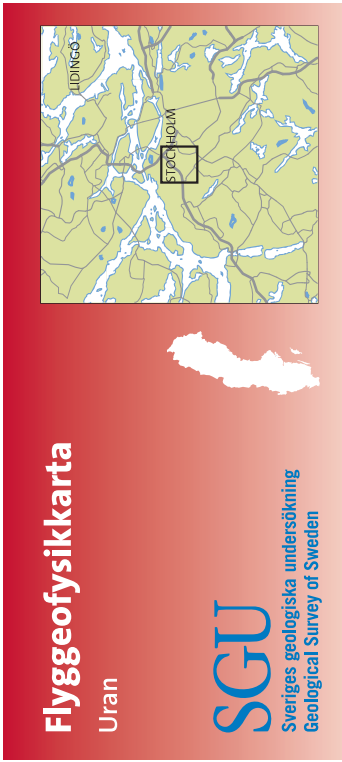 Flyggeofysikkarta
Uran
SGU
Sveriges geologiska undersökning
Geological Survey of Sweden
LIDINGÖ
STOCKHOLM